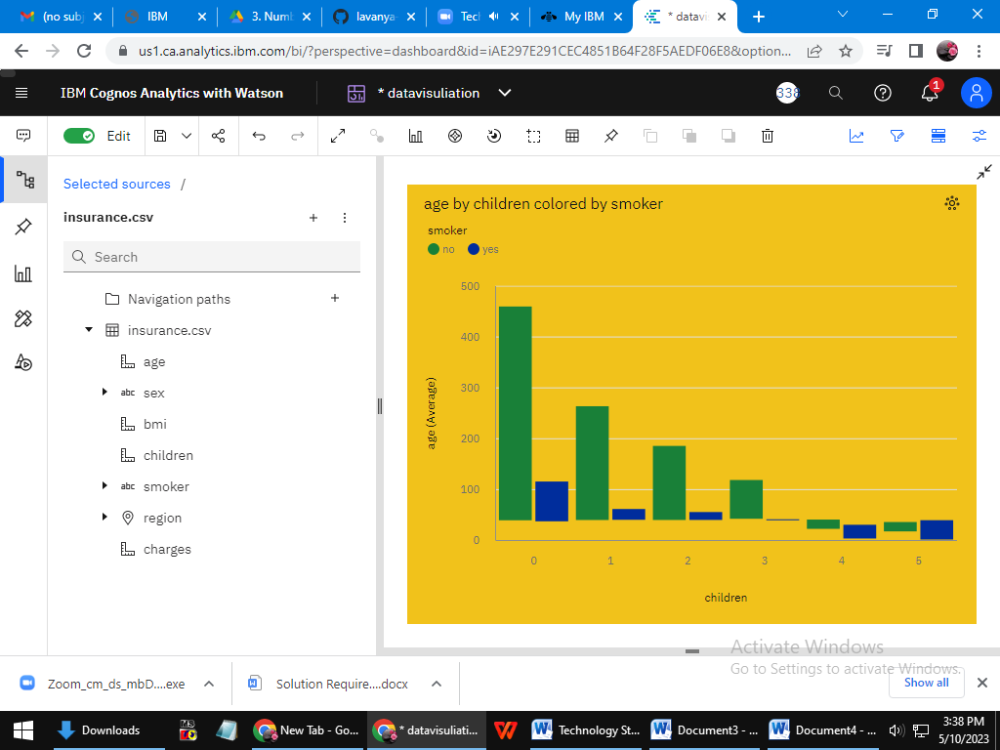 (no subj
IBM
3. Numb
lavanya-
Tecl
My IBM
* datavis
us1.ca.analytics.ibm.com/bi/?perspective=dashboard&id=iAE297E291CEC4851B64F28F5AEDF06E8&option...
IBM Cognos Analytics with Watson
* datavisuliation
338
1
Edit
Selected sources /
insurance.csv
Search
Navigation paths
insurance.csv
age
abc sex
bmi
children
abc smoker
region
charges
age by children colored by smoker
smoker
no yes
500
400
300
200
100
0
age (Average)
0 1 2 3 4 5
children
Activate Windows
Go to Settings to activate Windows.
Zoom_cm_ds_mbD....exe
Solution Require....docx
Show all
Downloads
New Tab - Go...
* datavisuliati...
Technology St...
Document3 - ...
Document4 - ...
3:38 PM
5/10/2023